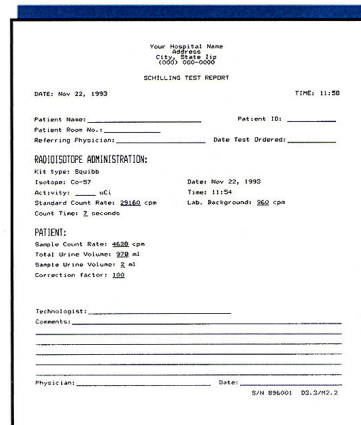 Your Hospital Name
Address
City, State Zip
(000) 000-0000
SCHILLING TEST REPORT
DATE: Nov 22, 1993 TIME: 11:58
Patient Name: Patient ID:
Patient Room No.:
Referring Physician: Date Test Ordered:
RADIOISOTOPE ADMINISTRATION:
Kit type: Squibb
Isotope: Co-57 Date: Nov 22, 1993
Activity: uCi Time: 11:54
Standard Count Rate: 29160 cpm Lab. Background: 960 cpm
Count Time: 7 seconds
PATIENT:
Sample Count Rate: 4620 cpm
Total Urine Volume: 970 ml
Sample Urine Volume: 2 ml
Correction factor: 100
Technologist:
Comments:
Physician: Date:
S/N 896001 DS.3/M2.2